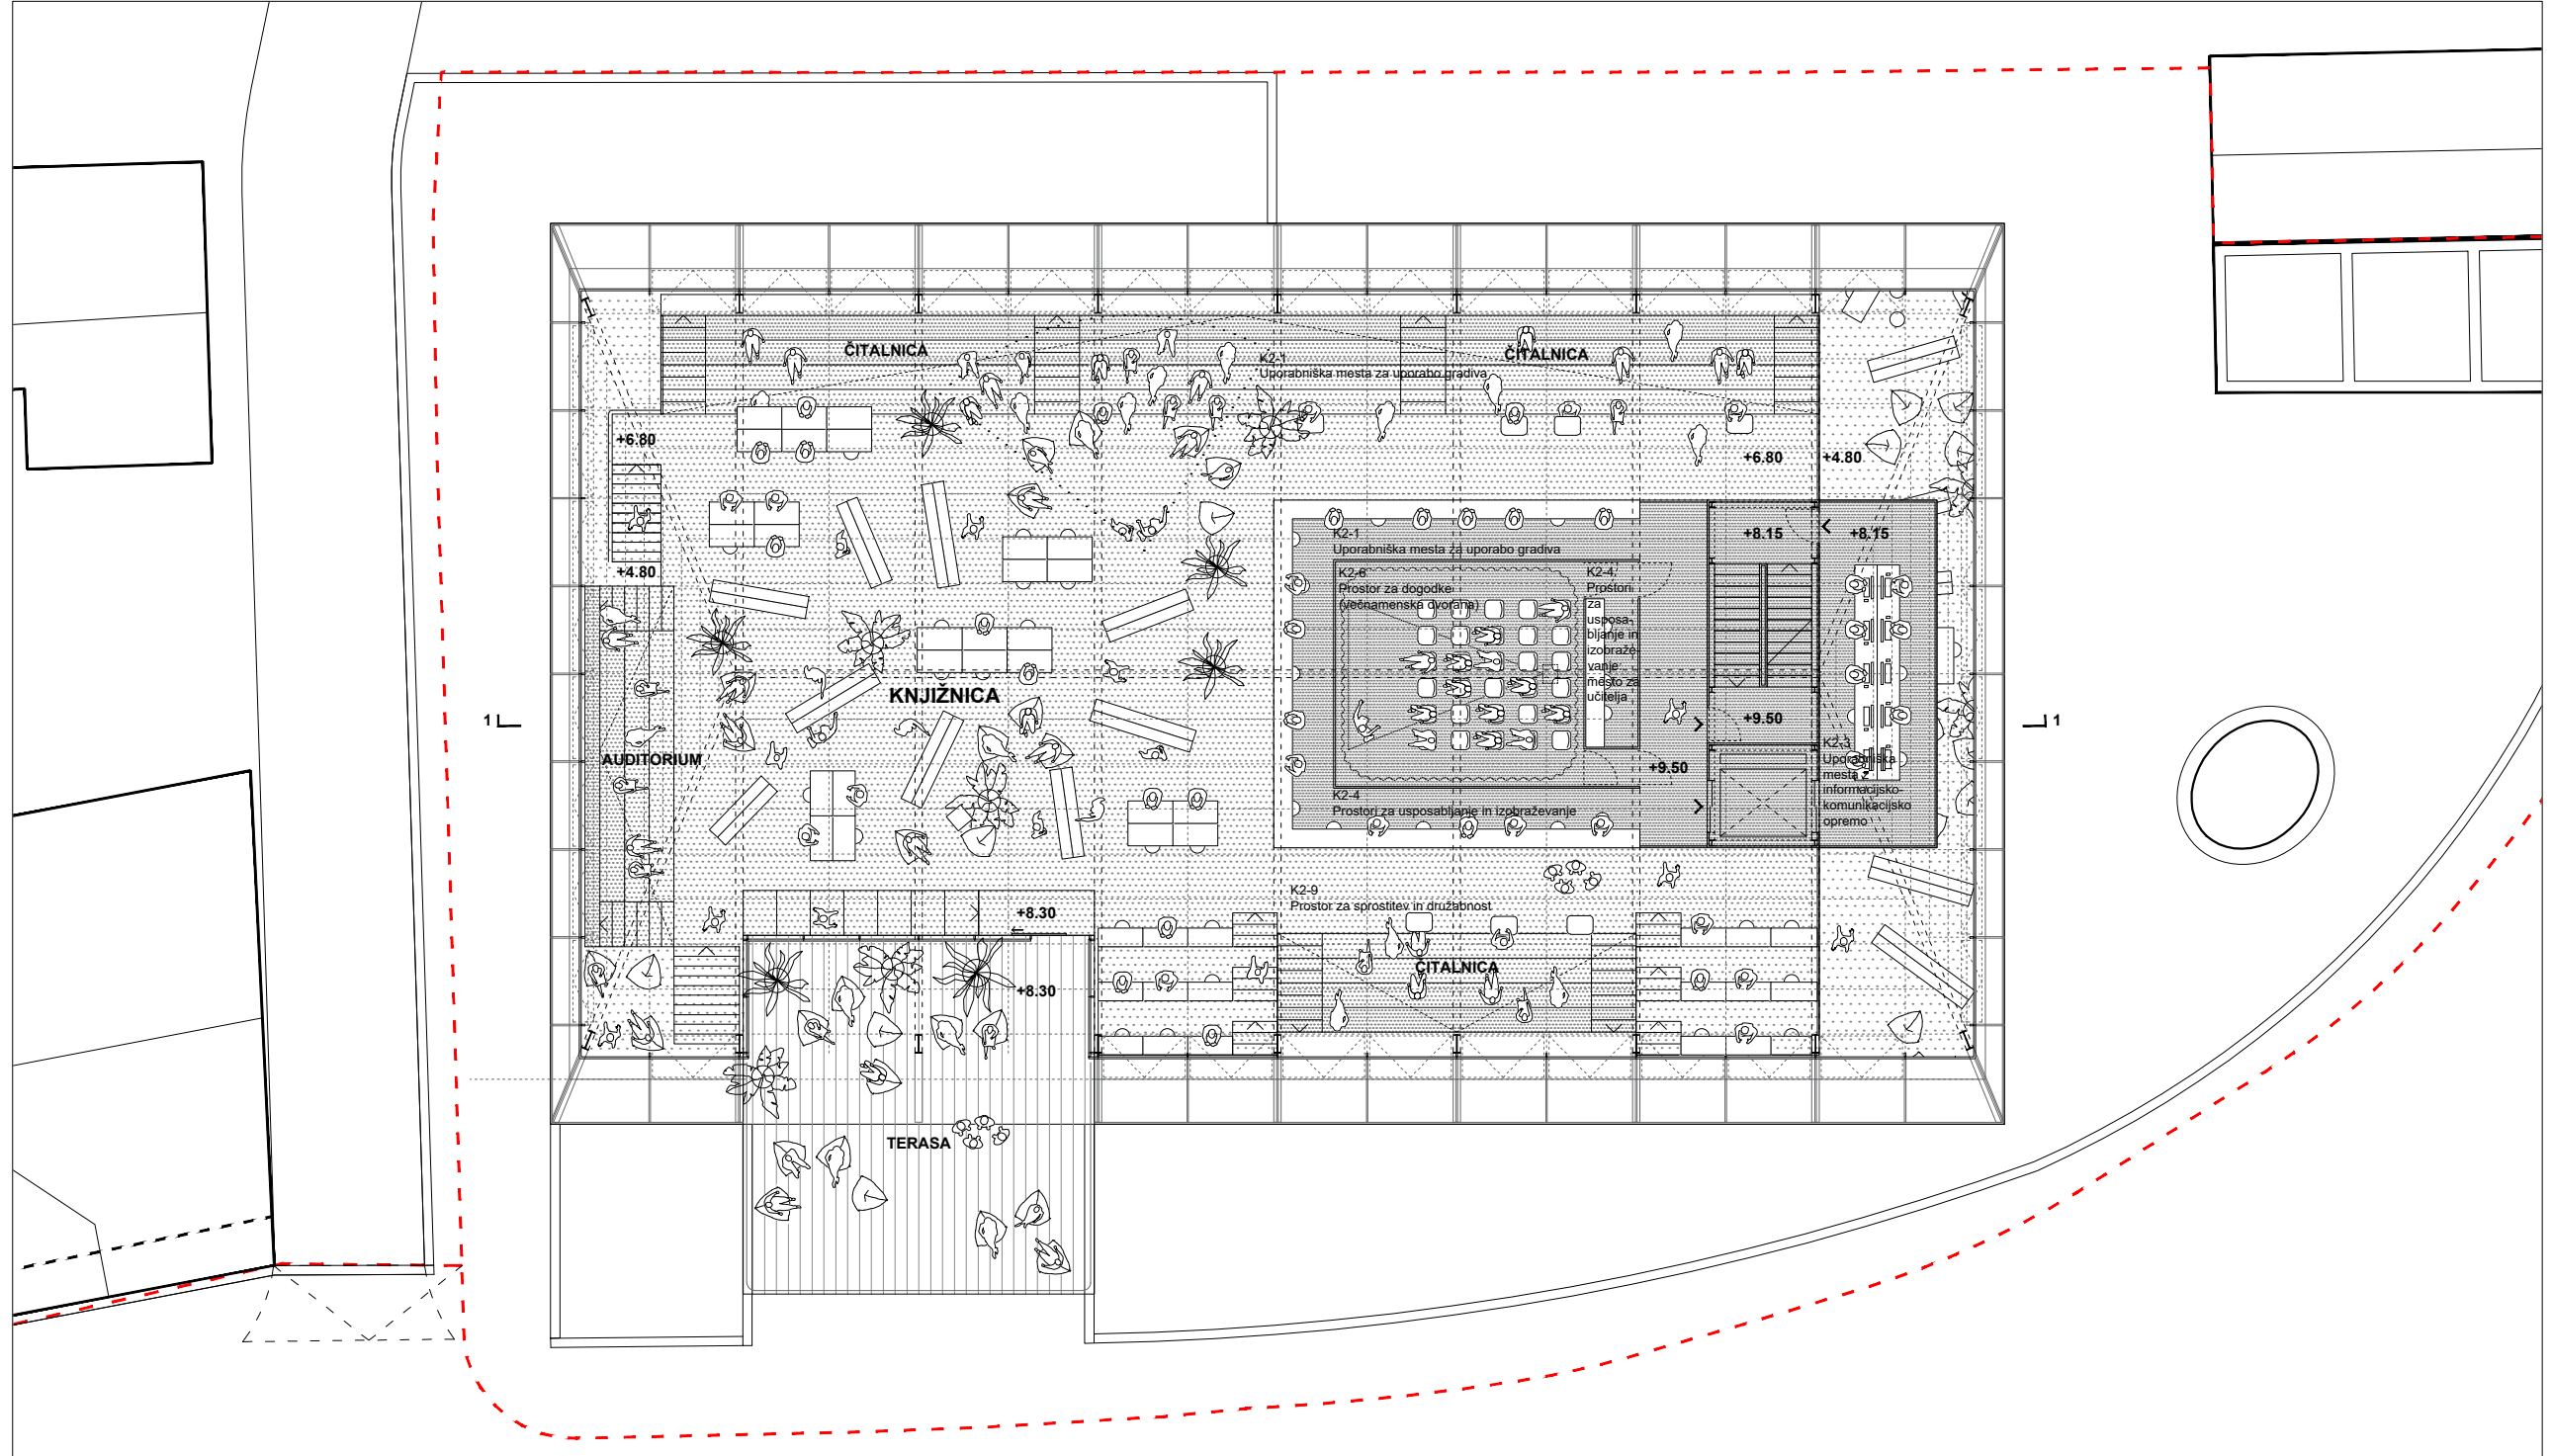 ČITALNICA
ČITALNICA
K2-1
Uporabniška mesta za uporabo gradiva
+6.80
+6.80
+4.80
+8.15
+8.15
K2-1
Uporabniška mesta za uporabo gradiva
+4.80
K2-6
Prostor za dogodke
(večnamenska dvorana)
K2-4
Prostori
za
usposa-
bljanje in
izobraže
vanje-
mesto za
učitelja
KNJIŽNICA
1
+9.50
1
AUDITORIUM
+9.50
K2-3
Uporabniška
mesta z
informacijsko-
komunikacijsko
opremo
K2-4
Prostori za usposabljanje in izobraževanje
K2-9
Prostor za sprostitev in družabnost
+8.30
ČITALNICA
+8.30
TERASA